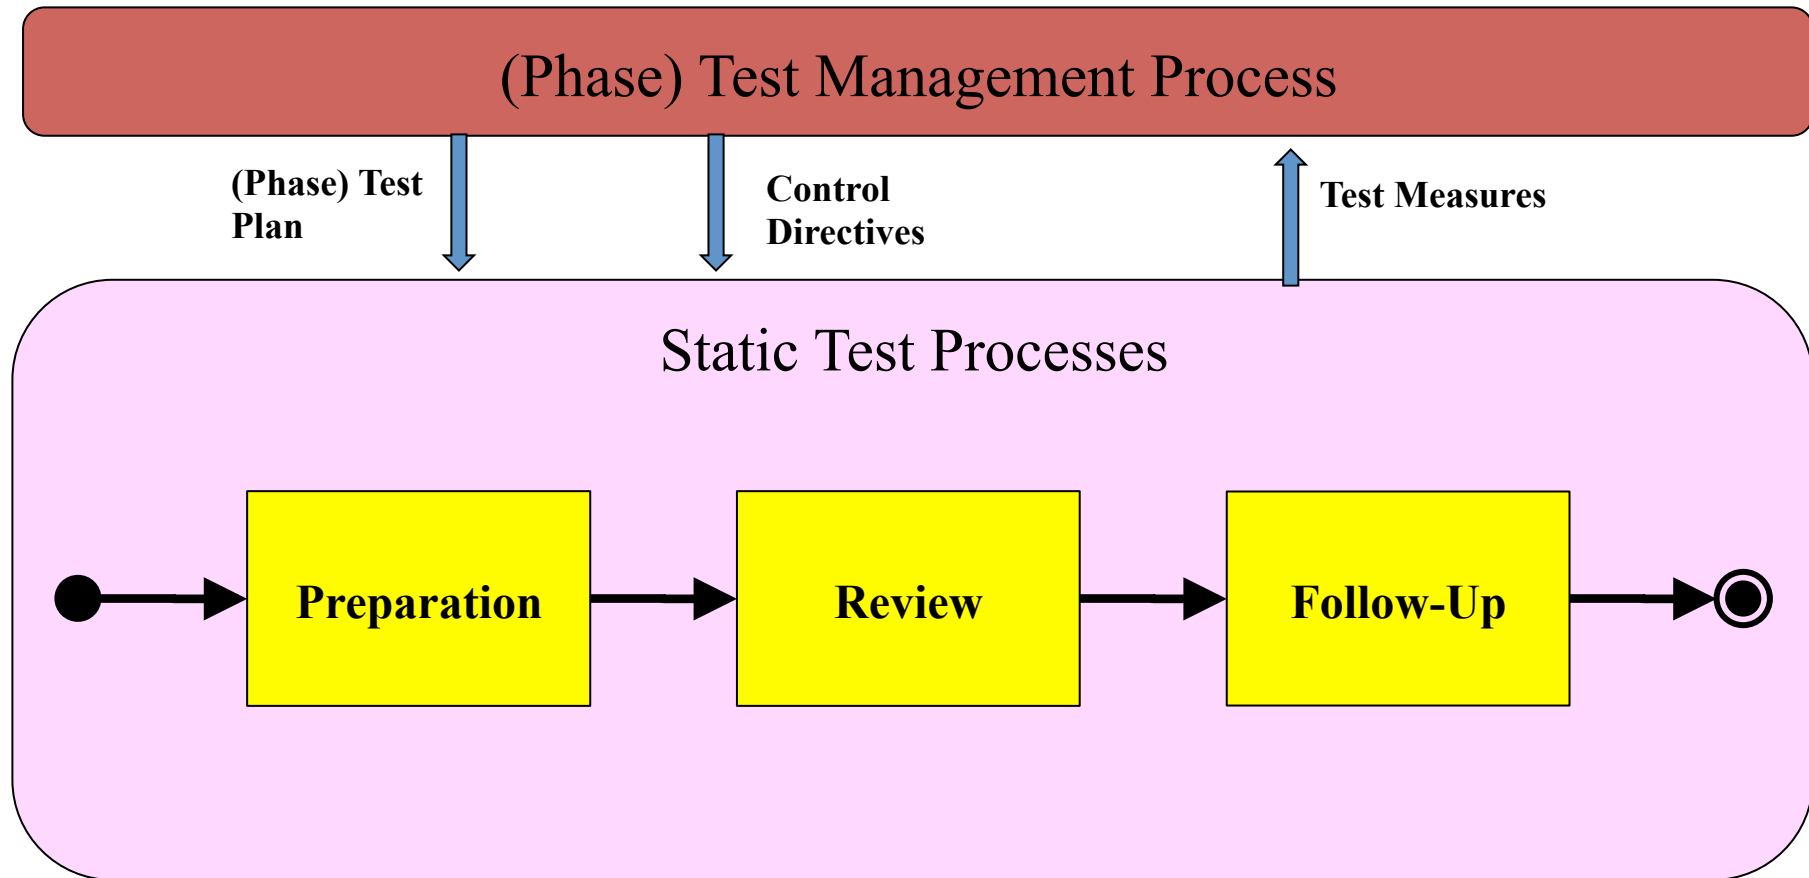 (Phase) Test Management Process
(Phase) Test
Plan
Control
Directives
Test Measures
Static Test Processes
Preparation
Review
Follow-Up